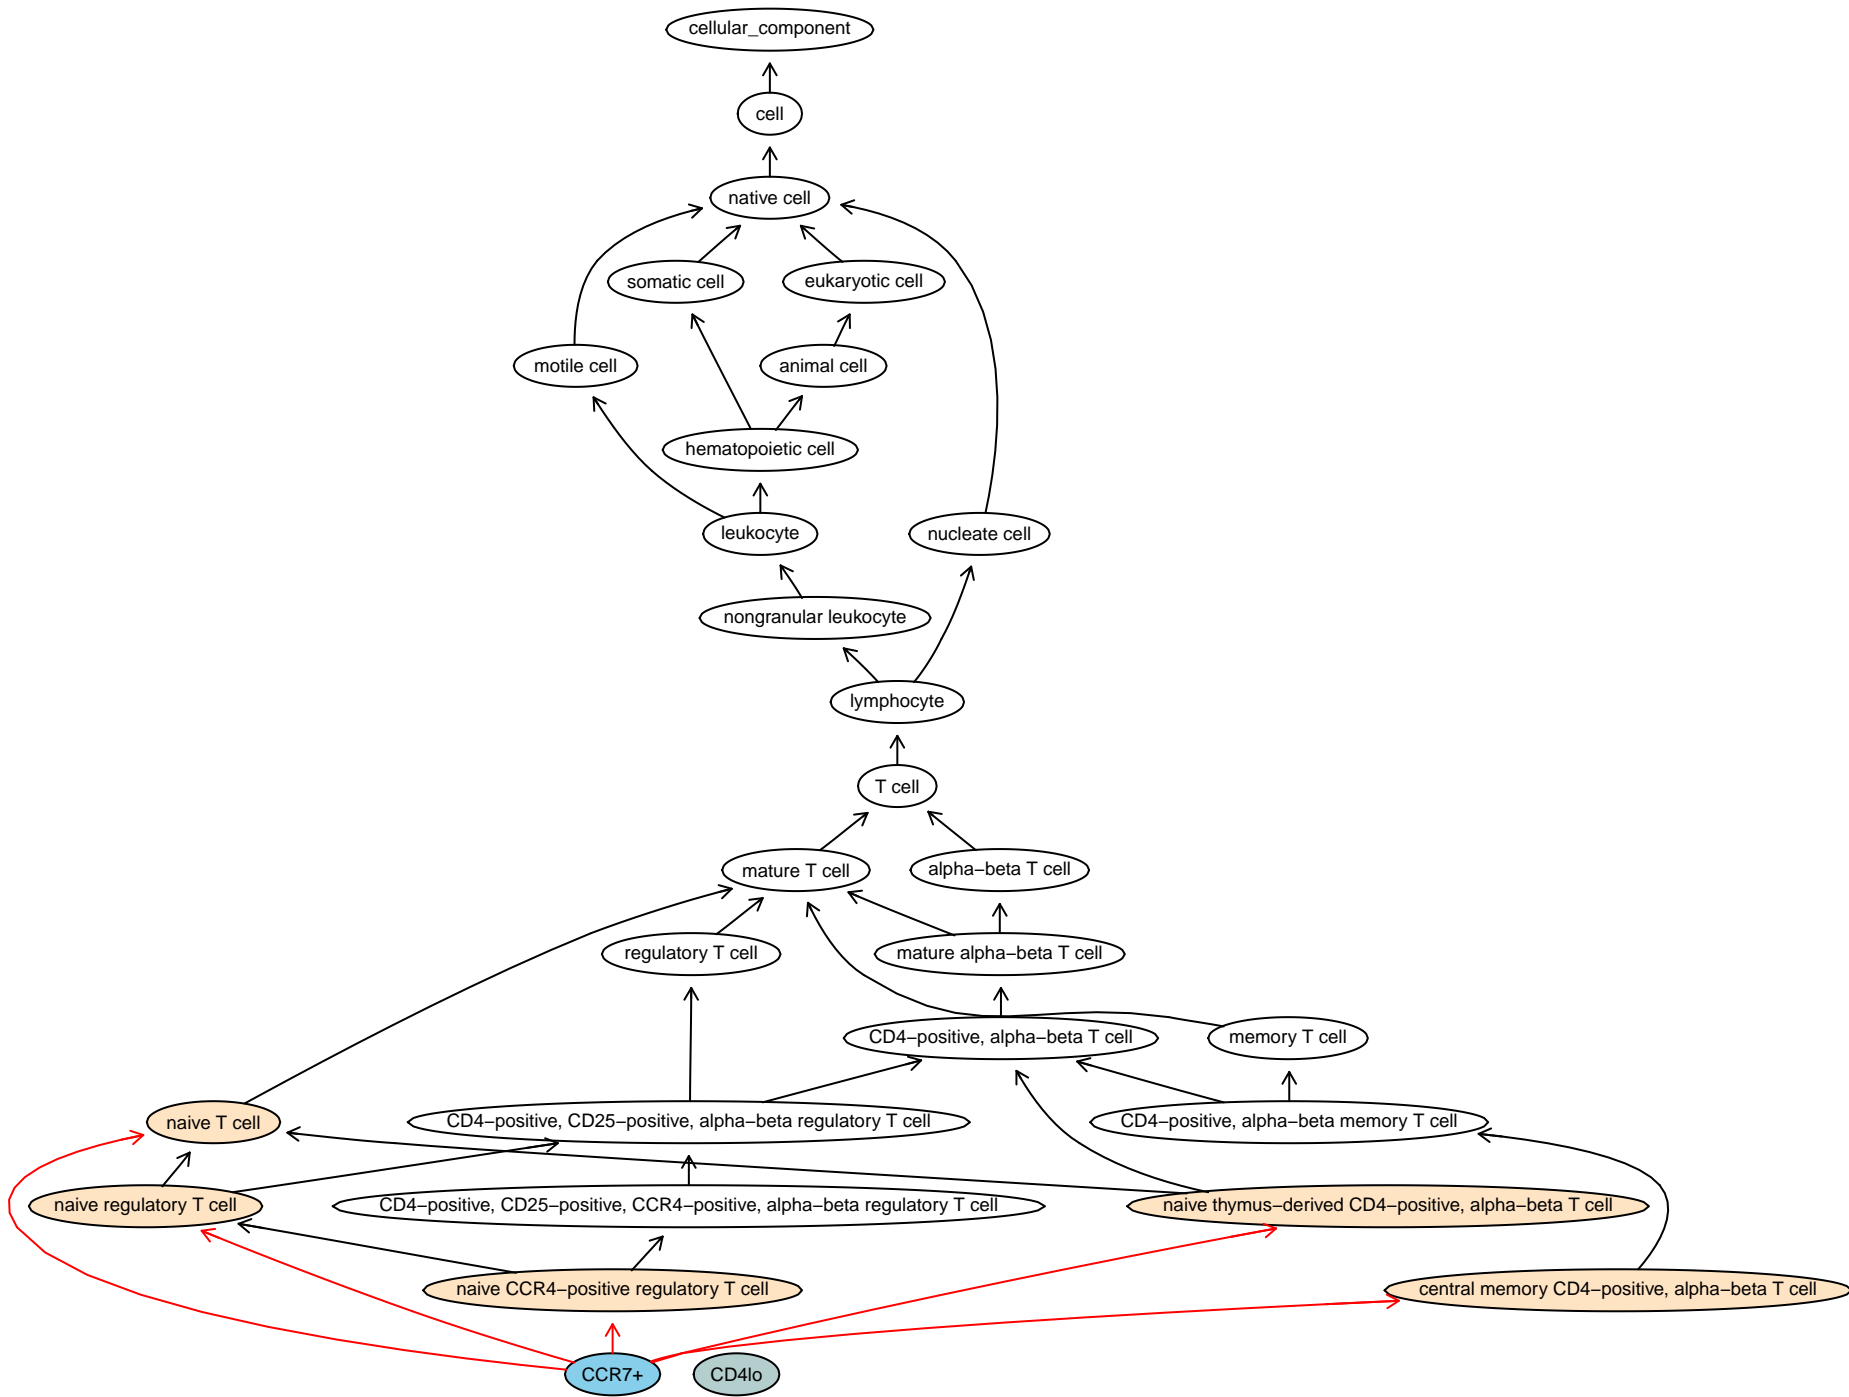 cellular_component
cell
native cell
somatic cell
eukaryotic cell
motile cell
animal cell
hematopoietic cell
leukocyte
nucleate cell
nongranular leukocyte
lymphocyte
T cell
mature T cell
alpha−beta T cell
regulatory T cell
mature alpha−beta T cell
CD4−positive, alpha−beta T cell
memory T cell
naive T cell
CD4−positive, CD25−positive, alpha−beta regulatory T cell
CD4−positive, alpha−beta memory T cell
naive regulatory T cell
CD4−positive, CD25−positive, CCR4−positive, alpha−beta regulatory T cell
naive thymus−derived CD4−positive, alpha−beta T cell
naive CCR4−positive regulatory T cell
central memory CD4−positive, alpha−beta T cell
CCR7+
CD4lo